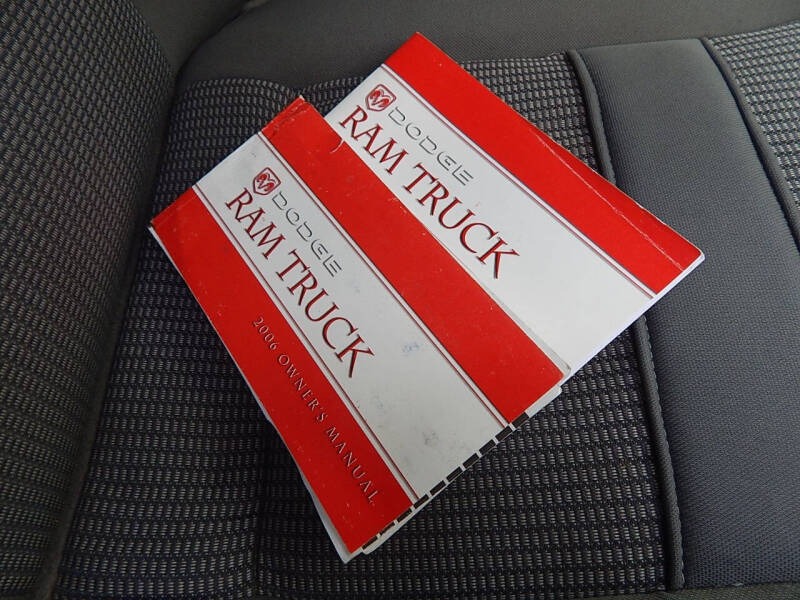 DODGE
RAM TRUCK
DODGE
RAM TRUCK
2006 OWNER'S MANUAL